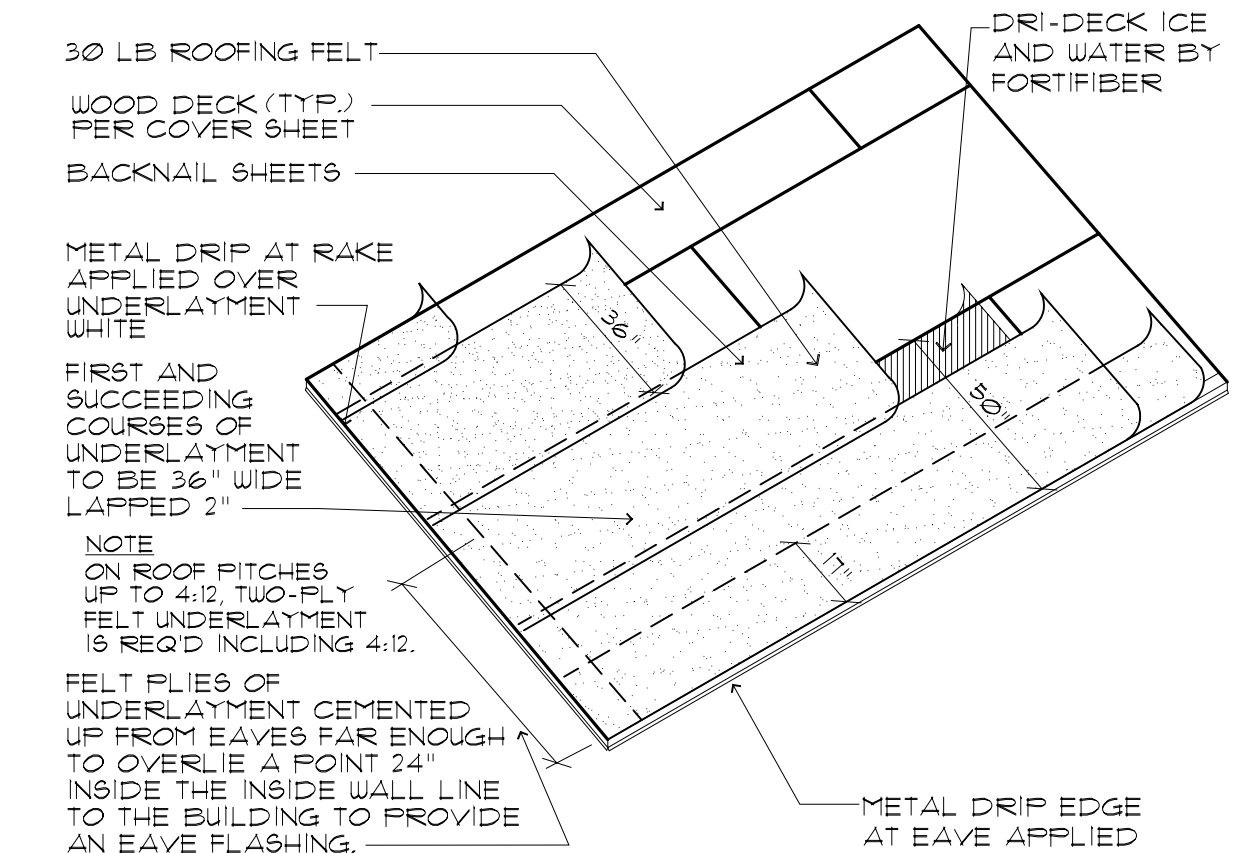 30 LB ROOFING FELT
WOOD DECK (TYP.)
PER COVER SHEET
BACKNAIL SHEETS
METAL DRIP AT RAKE
APPLIED OVER
UNDERLAYMENT
WHITE
FIRST AND
SUCCEEDING
COURSES OF
UNDERLAYMENT
TO BE 36" WIDE
LAPPED 2"
NOTE
ON ROOF PITCHES
UP TO 4:12, TWO-PLY
FELT UNDERLAYMENT
IS REQ'D INCLUDING 4:12.
FELT PLIES OF
UNDERLAYMENT CEMENTED
UP FROM EAVES FAR ENOUGH
TO OVERLIE A POINT 24"
INSIDE THE INSIDE WALL LINE
TO THE BUILDING TO PROVIDE
AN EAVE FLASHING.
DRI-DECK ICE
AND WATER BY
FORTIFIBER
36"
50"
17"
METAL DRIP EDGE
AT EAVE APPLIED